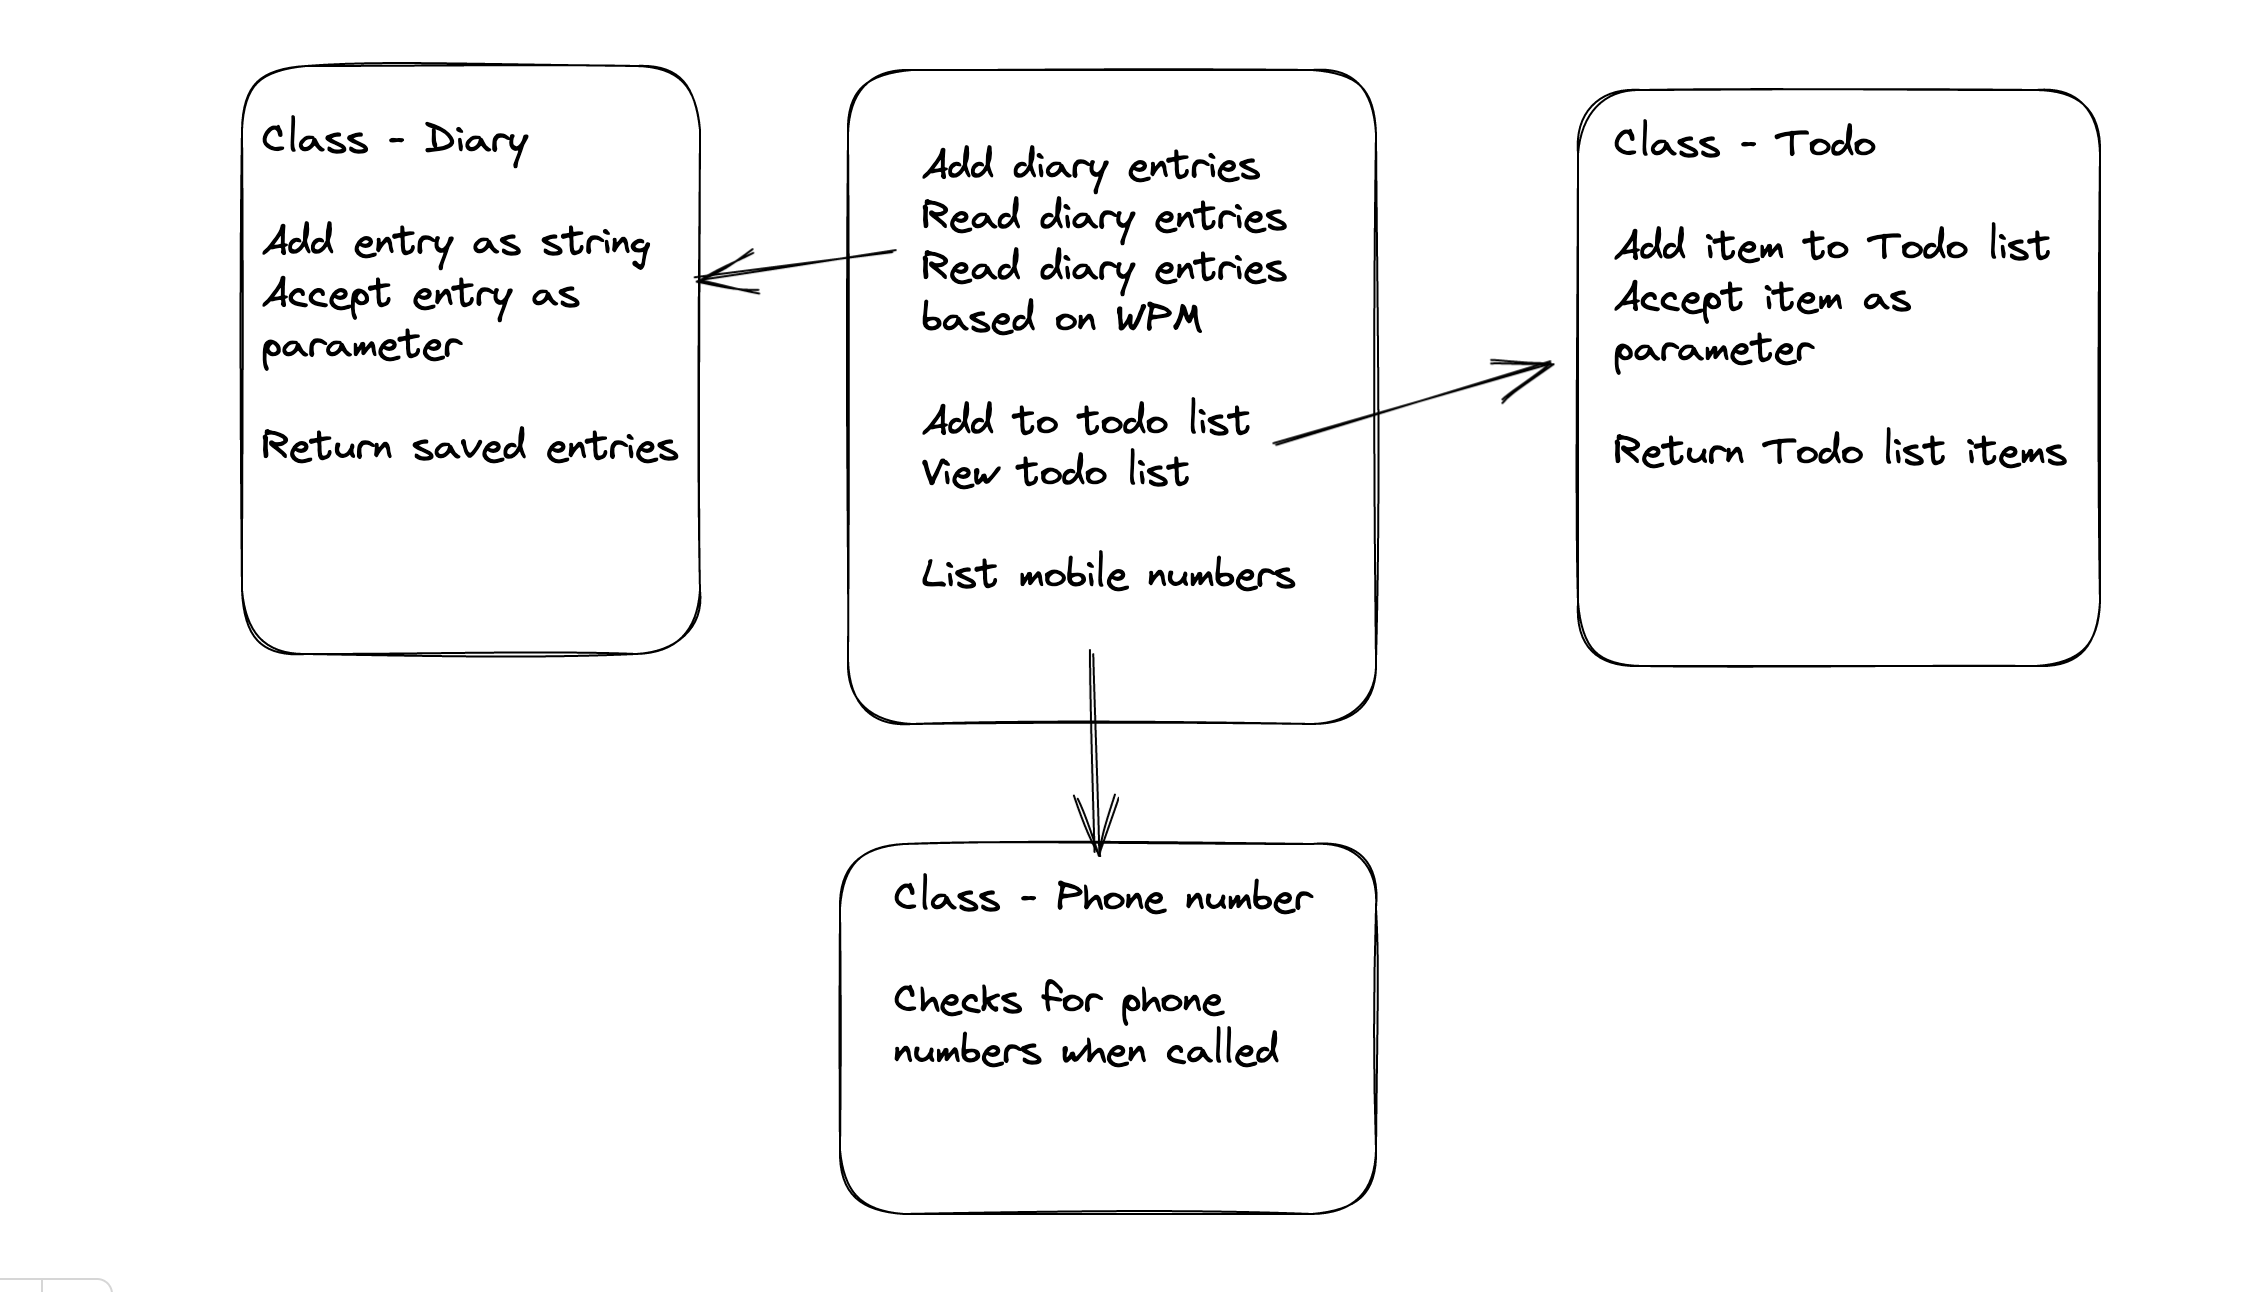 Class - Diary
Add entry as string
Accept entry as
parameter
Return saved entries
Add diary entries
Read diary entries
Read diary entries
based on WPM
Add to todo list
View todo list
List mobile numbers
Class - Todo
Add item to Todo list
Accept item as
parameter
Return Todo list items
Class - Phone number
Checks for phone
numbers when called